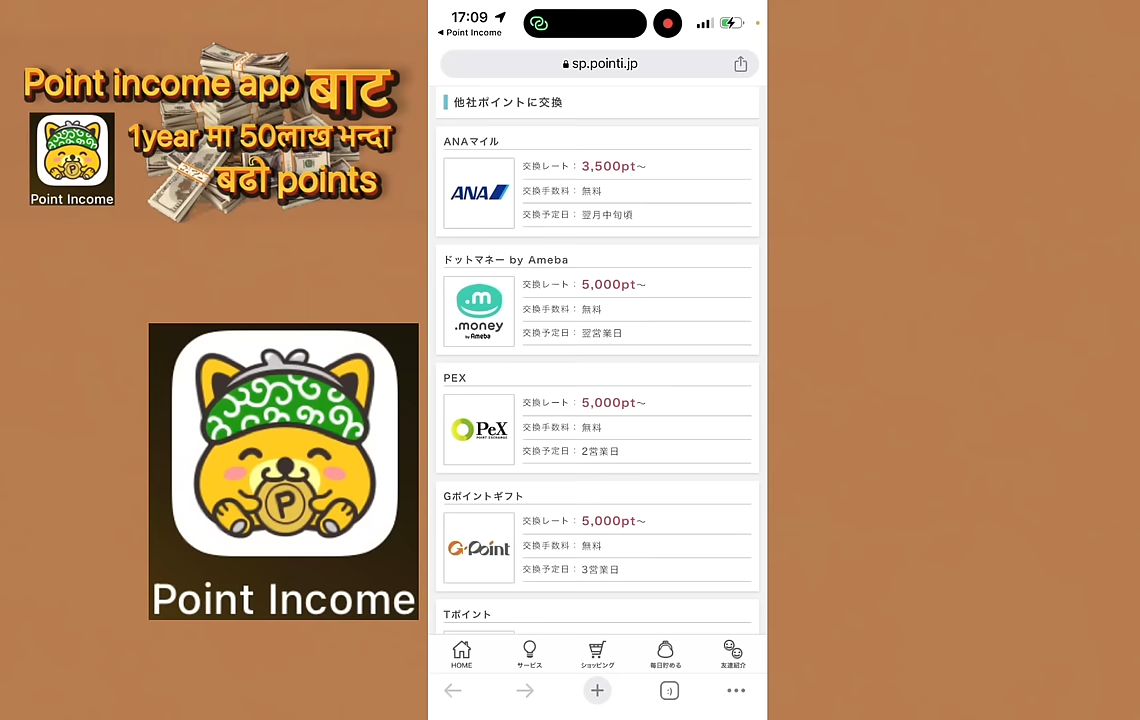 Point income app बाट
1year मा 50लाख भन्दा
बढी points
Point Income
Point Income
17:09
Point Income
sp.pointi.jp
他社ポイントに交換
ANAマイル
ANA
交換レート： 3,500pt～
交換手数料： 無料
交換予定日： 翌月中旬頃
ドットマネー by Ameba
.m
.money
by Ameba
交換レート： 5,000pt～
交換手数料： 無料
交換予定日： 翌営業日
PEX
PeX
POINT EXCHANGE
交換レート： 5,000pt～
交換手数料： 無料
交換予定日： 2営業日
Gポイントギフト
G-Point
交換レート： 5,000pt～
交換手数料： 無料
交換予定日： 3営業日
Tポイント
HOME サービス ショッピング 毎日貯める 友達紹介
:)